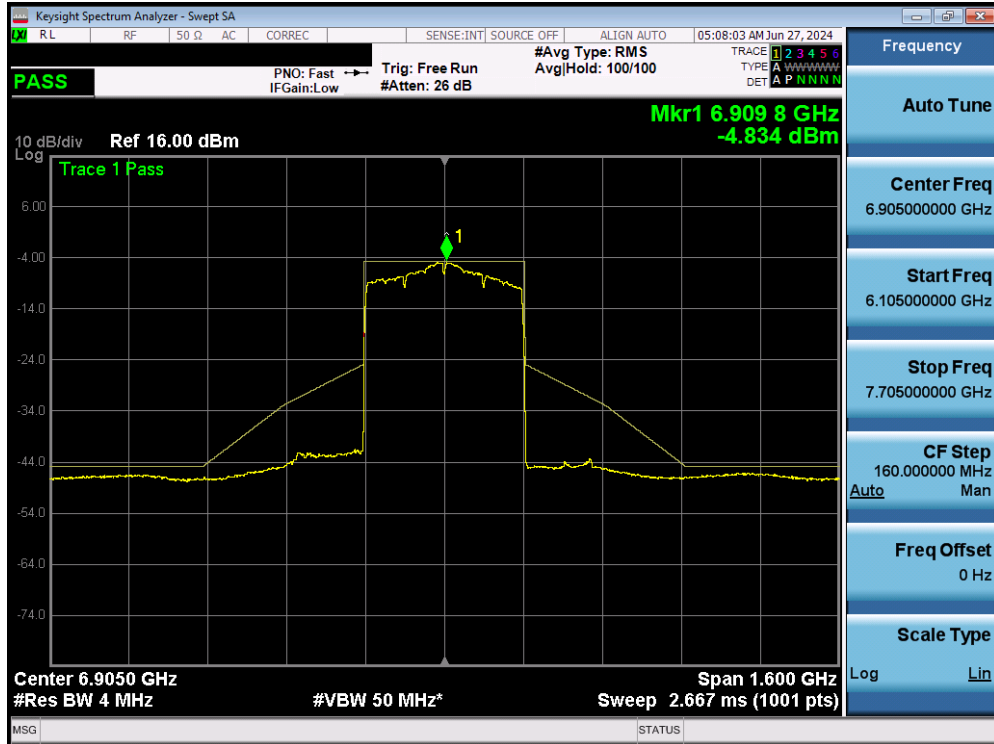 Keysight Spectrum Analyzer - Swept SA
LXI RL RF 50 Ω AC CORREC SENSE:INT SOURCE OFF ALIGN AUTO 05:08:03 AM Jun 27, 2024
PASS
PNO: Fast
IFGain:Low
Trig: Free Run
#Atten: 26 dB
#Avg Type: RMS
Avg|Hold: 100/100
TRACE 1 2 3 4 5 6
TYPE A WWWWW
DET A P N N N N
Mkr1 6.909 8 GHz
-4.834 dBm
10 dB/div Ref 16.00 dBm
Log
Trace 1 Pass
6.00
-4.00
-14.0
-24.0
-34.0
-44.0
-54.0
-64.0
-74.0
1
Center 6.9050 GHz
#Res BW 4 MHz
#VBW 50 MHz*
Span 1.600 GHz
Sweep 2.667 ms (1001 pts)
MSG
STATUS
Frequency
Auto Tune
Center Freq
6.905000000 GHz
Start Freq
6.105000000 GHz
Stop Freq
7.705000000 GHz
CF Step
160.000000 MHz
Auto Man
Freq Offset
0 Hz
Scale Type
Log Lin